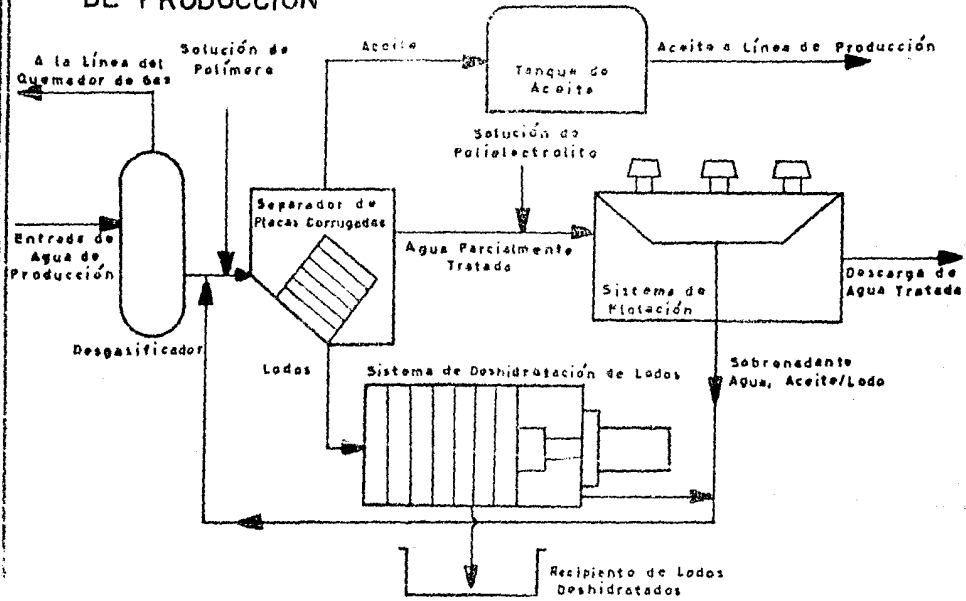 DE PRODUCCION
A la Línea del
Quemador de Gas
Solución de
Polímero
Aceite
Tanque de
Aceite
Aceite a Línea de Producción
Solución de
Polielectrolito
Separador de
Placas Corrugadas
Entrada de
Agua de
Producción
Agua Parcialmente
Tratada
Sistema de
Flotación
Descarga de
Agua Tratada
Desgasificador
Lodos
Sistema de Deshidratación de Lodos
Sobrenadante
Agua, Aceite/Lodo
Recipiente de Lodos
Deshidratados